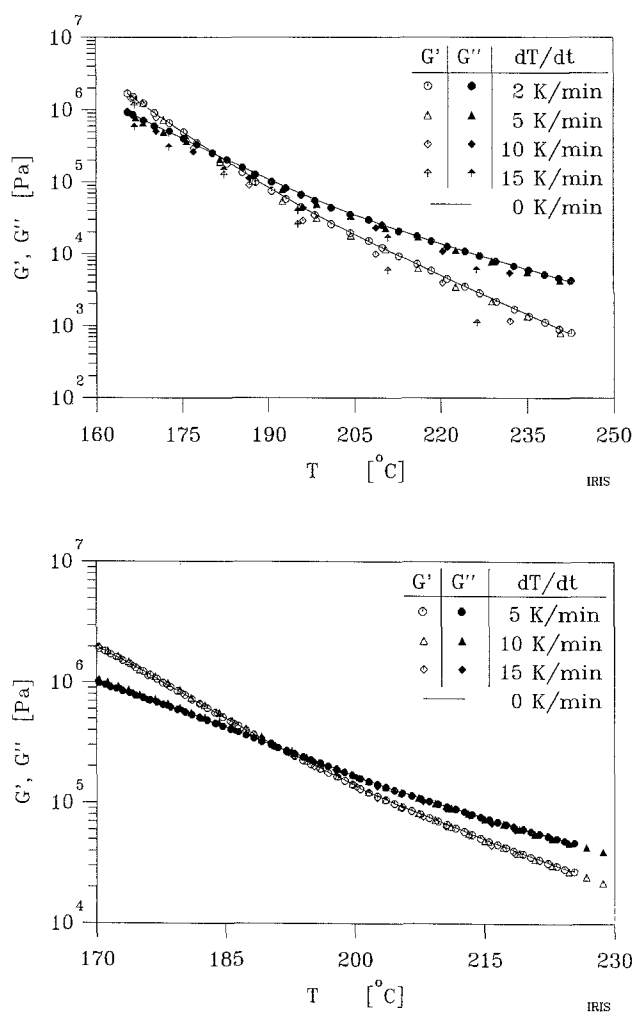 10^7
10^6
10^5
10^4
10^3
10^2
G', G'' [Pa]
G' G'' dT/dt
2 K/min
5 K/min
10 K/min
15 K/min
0 K/min
160 175 190 205 220 235 250
T [°C]
IRIS
10^7
10^6
10^5
10^4
G', G'' [Pa]
G' G'' dT/dt
5 K/min
10 K/min
15 K/min
0 K/min
170 185 200 215 230
T [°C]
IRIS